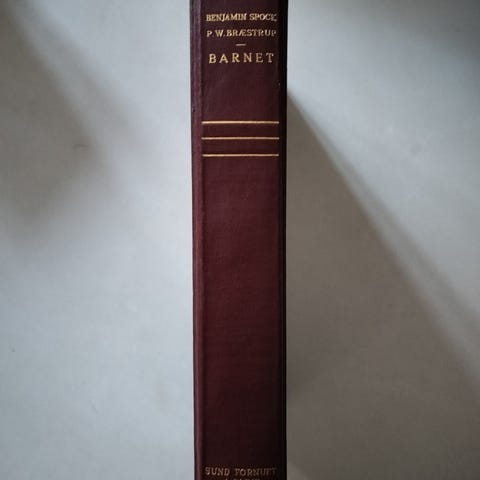 BENJAMIN SPOCK
P. W. BRÆSTRUP
BARNET
SUND FORNUFT